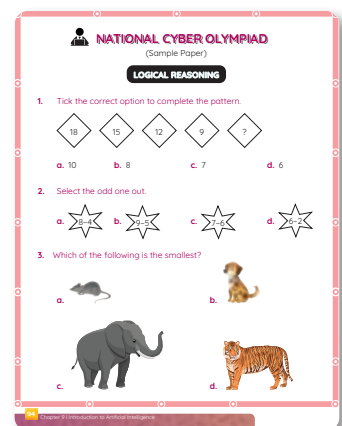 NATIONAL CYBER OLYMPIAD
(Sample Paper)
LOGICAL REASONING
1. Tick the correct option to complete the pattern.
18 15 12 9 ?
a. 10 b. 8 c. 7 d. 6
2. Select the odd one out.
a. 8–4 b. 9–5 c. 7–6 d. 6–2
3. Which of the following is the smallest?
a. b.
c. d.
94 Chapter 9 | Introduction to Artificial Intelligence